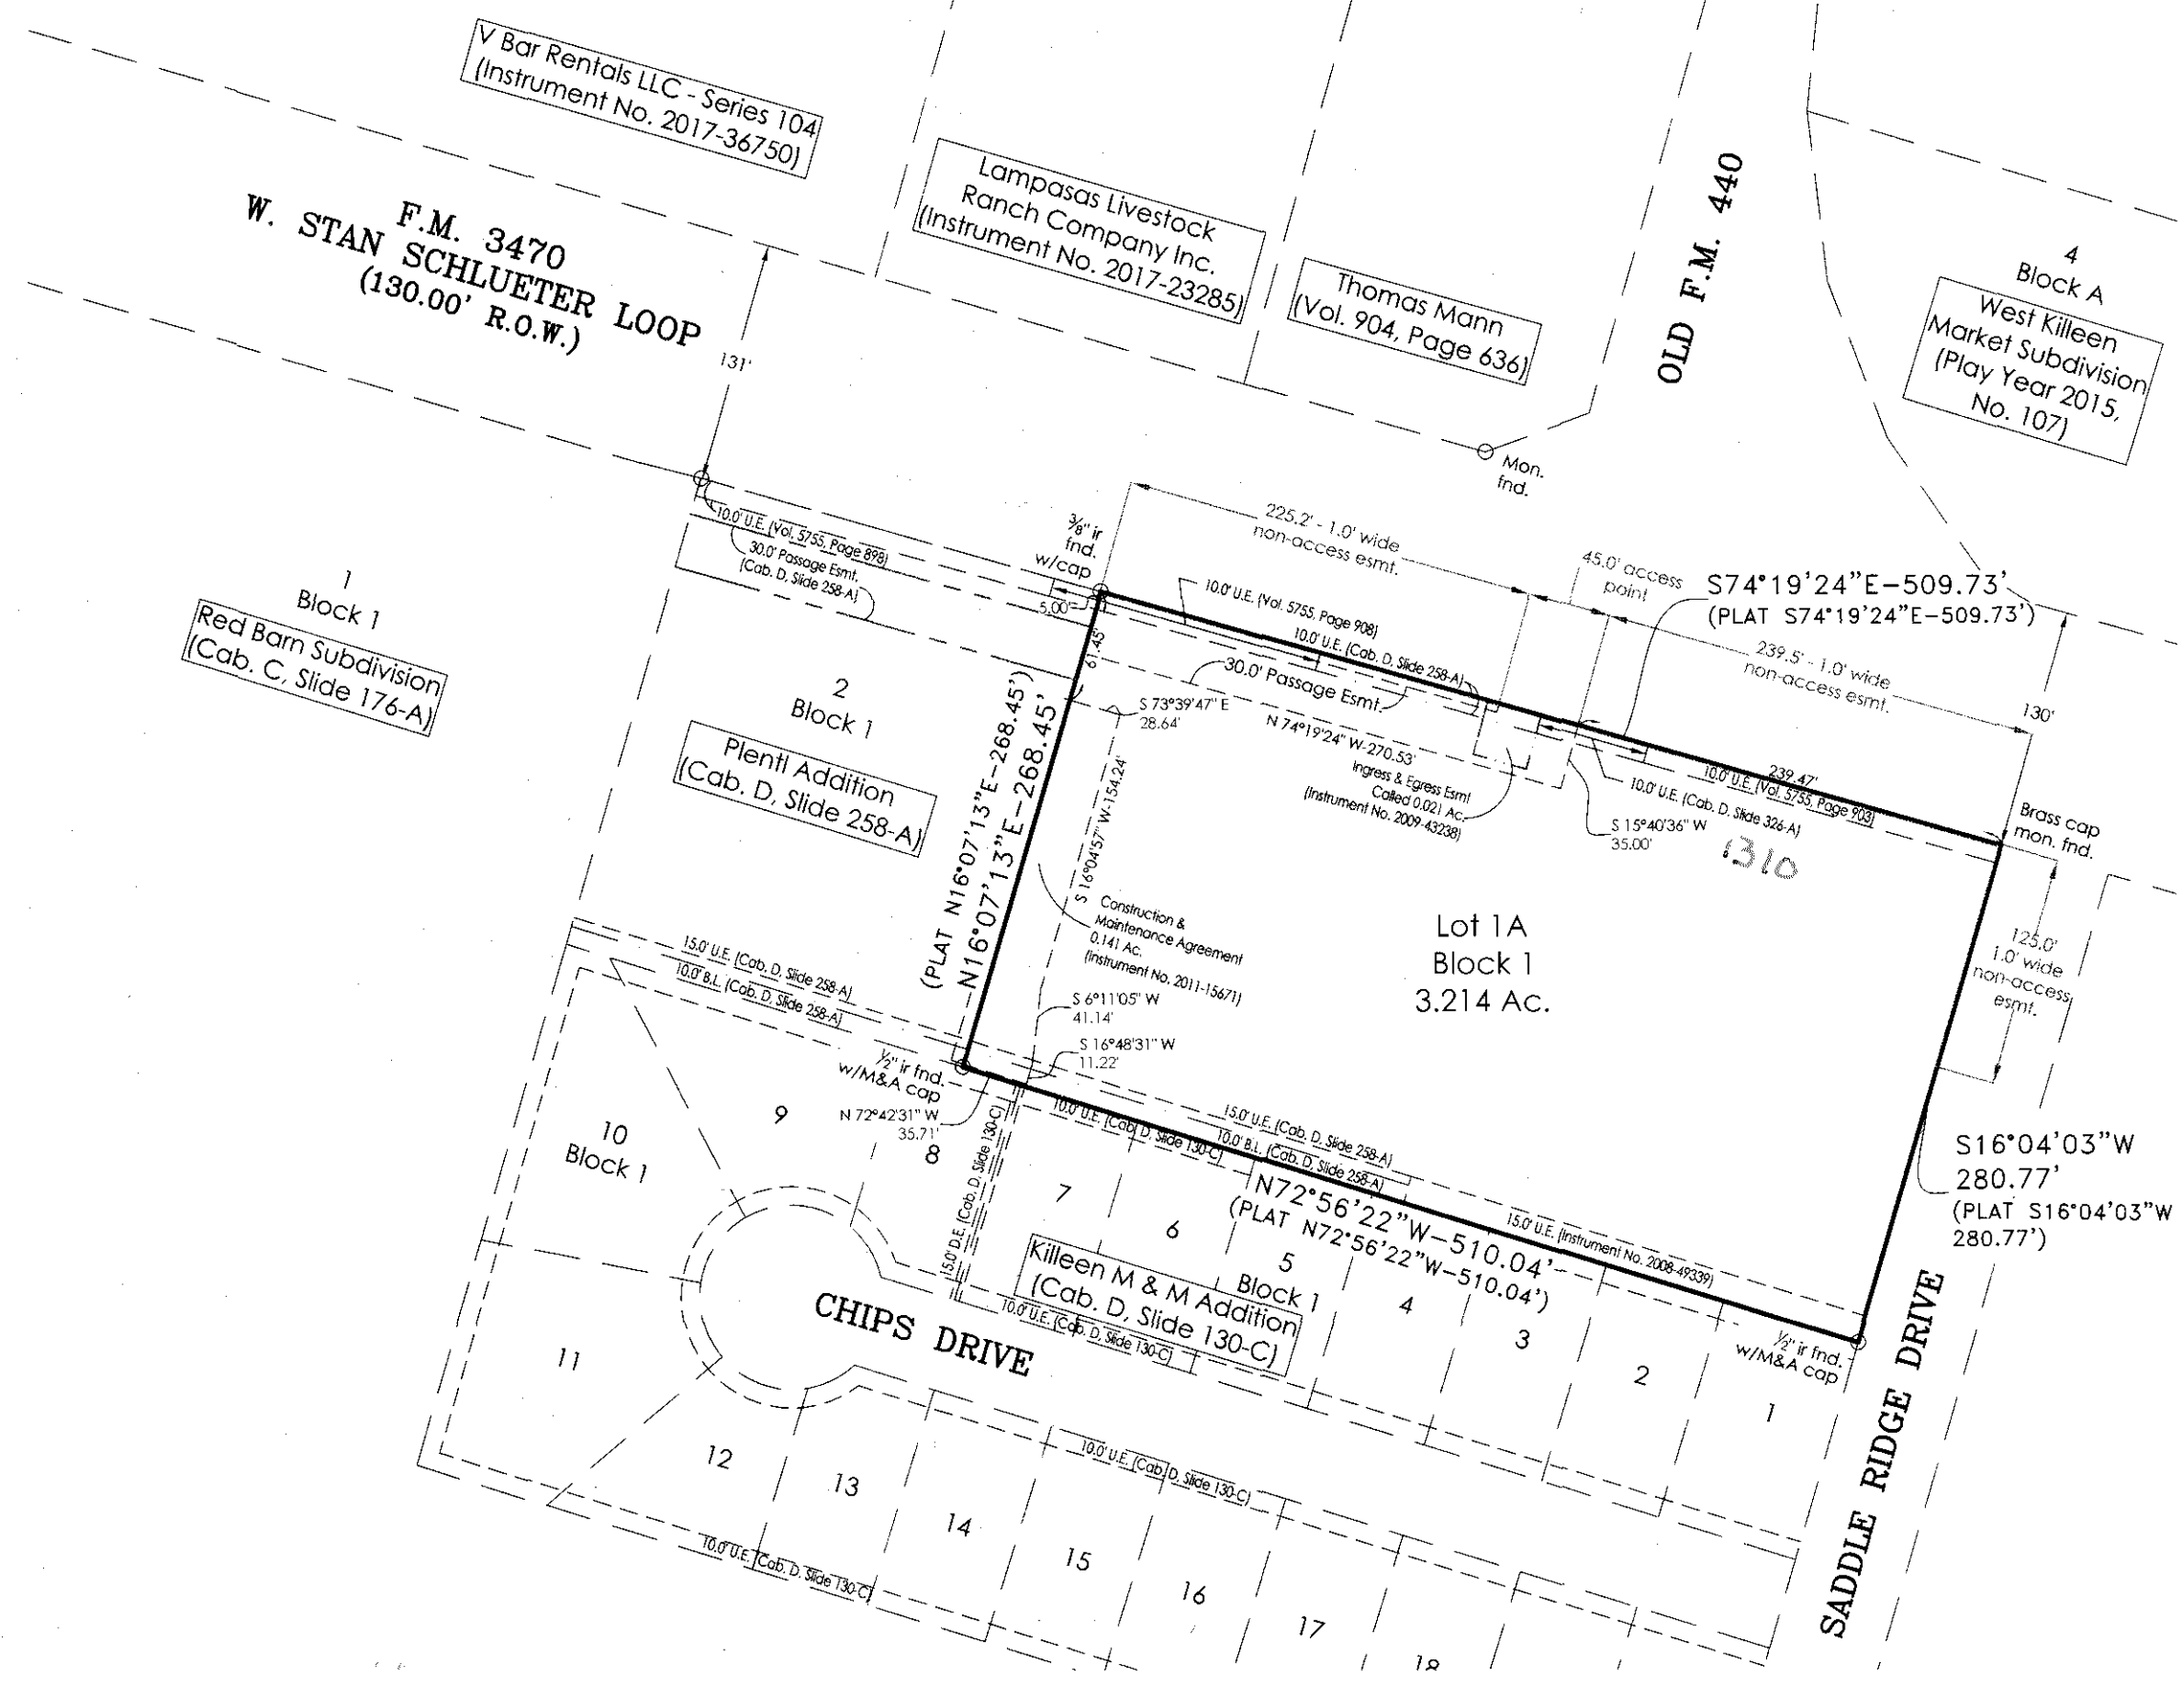 V Bar Rentals LLC - Series 104
(Instrument No. 2017-36750)
F.M. 3470
W. STAN SCHLUETER LOOP
(130.00' R.O.W.)
131'
Lampasas Livestock
Ranch Company Inc.
(Instrument No. 2017-23285)
Thomas Mann
(Vol. 904, Page 636)
OLD F.M. 440
4
Block A
West Killeen
Market Subdivision
(Play Year 2015,
No. 107)
Mon.
fnd.
225.2' - 1.0' wide
non-access esmt.
45.0' access
point
S74°19'24"E-509.73'
(PLAT S74°19'24"E-509.73')
239.5' - 1.0' wide
non-access esmt.
130'
3/8" ir
fnd.
w/cap
10.0' U.E. (Vol. 5755, Page 898)
30.0' Passage Esmt.
(Cab. D, Slide 258-A)
5.00'
61.45'
10.0' U.E. (Vol. 5755, Page 908)
10.0' U.E. (Cab. D, Slide 258-A)
30.0' Passage Esmt.
S 73°39'47" E
28.64'
N 74°19'24" W-270.53'
Ingress & Egress Esmt
Called 0.021 Ac.
(Instrument No. 2009-43238)
239.47'
10.0' U.E. (Vol. 5755, Page 903)
10.0' U.E. (Cab. D, Slide 326-A)
S 15°40'36" W
35.00'
1310
Brass cap
mon. fnd.
1
Block 1
Red Barn Subdivision
(Cab. C, Slide 176-A)
2
Block 1
Plentl Addition
(Cab. D, Slide 258-A)
(PLAT N16°07'13"E-268.45')
N16°07'13"E-268.45'
S 16°04'57" W-154.24'
Construction &
Maintenance Agreement
0.141 Ac.
(Instrument No. 2011-15671)
Lot 1A
Block 1
3.214 Ac.
125.0'
1.0' wide
non-access
esmt.
15.0' U.E. (Cab. D, Slide 258-A)
10.0' B.L. (Cab. D, Slide 258-A)
S 6°11'05" W
41.14'
S 16°48'31" W
11.22'
1/2" ir fnd.
w/M&A cap
N 72°42'31" W
35.71'
10.0' U.E. (Cab. D, Slide 130-C)
15.0' U.E. (Cab. D, Slide 258-A)
10.0' B.L. (Cab. D, Slide 258-A)
N72°56'22"W-510.04'
(PLAT N72°56'22"W-510.04')
15.0' U.E. (Instrument No. 2008-49339)
S16°04'03"W
280.77'
(PLAT S16°04'03"W
280.77')
10
Block 1
9
8
7
6
5
Block 1
4
3
2
1
1/2" ir fnd.
w/M&A cap
15.0' D.E. (Cab. D, Slide 130-C)
Killeen M & M Addition
(Cab. D, Slide 130-C)
10.0' U.E. (Cab. D, Slide 130-C)
CHIPS DRIVE
SADDLE RIDGE DRIVE
11
12
13
14
15
16
17
18
10.0' U.E. (Cab. D, Slide 130-C)
10.0' U.E. (Cab. D, Slide 130-C)